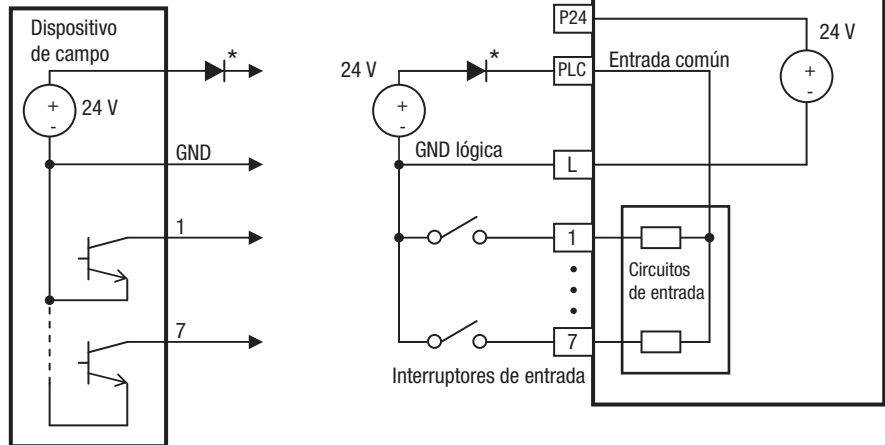 Dispositivo
de campo
*
24 V
+
-
GND
1
7
24 V
*
+
-
GND lógica
Interruptores de entrada
P24
PLC
L
1
7
Entrada común
24 V
+
-
Circuitos
de entrada